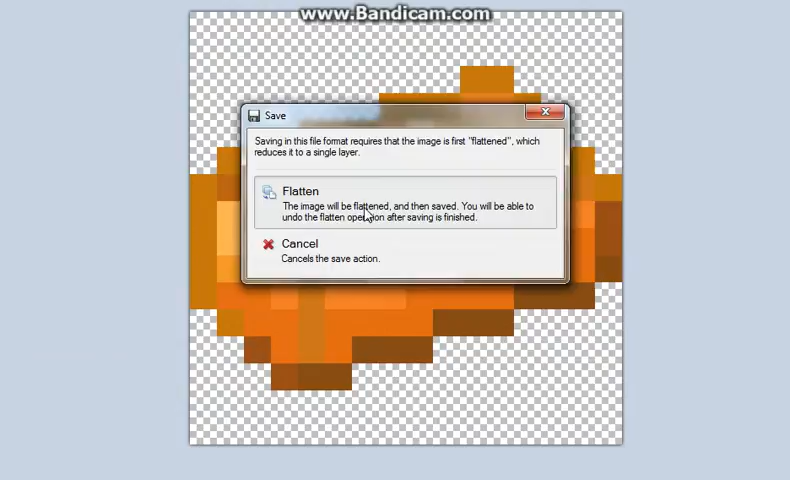 www.Bandicam.com
Save
Saving in this file format requires that the image is first "flattened", which
reduces it to a single layer.
Flatten
The image will be flattened, and then saved. You will be able to
undo the flatten operation after saving is finished.
Cancel
Cancels the save action.